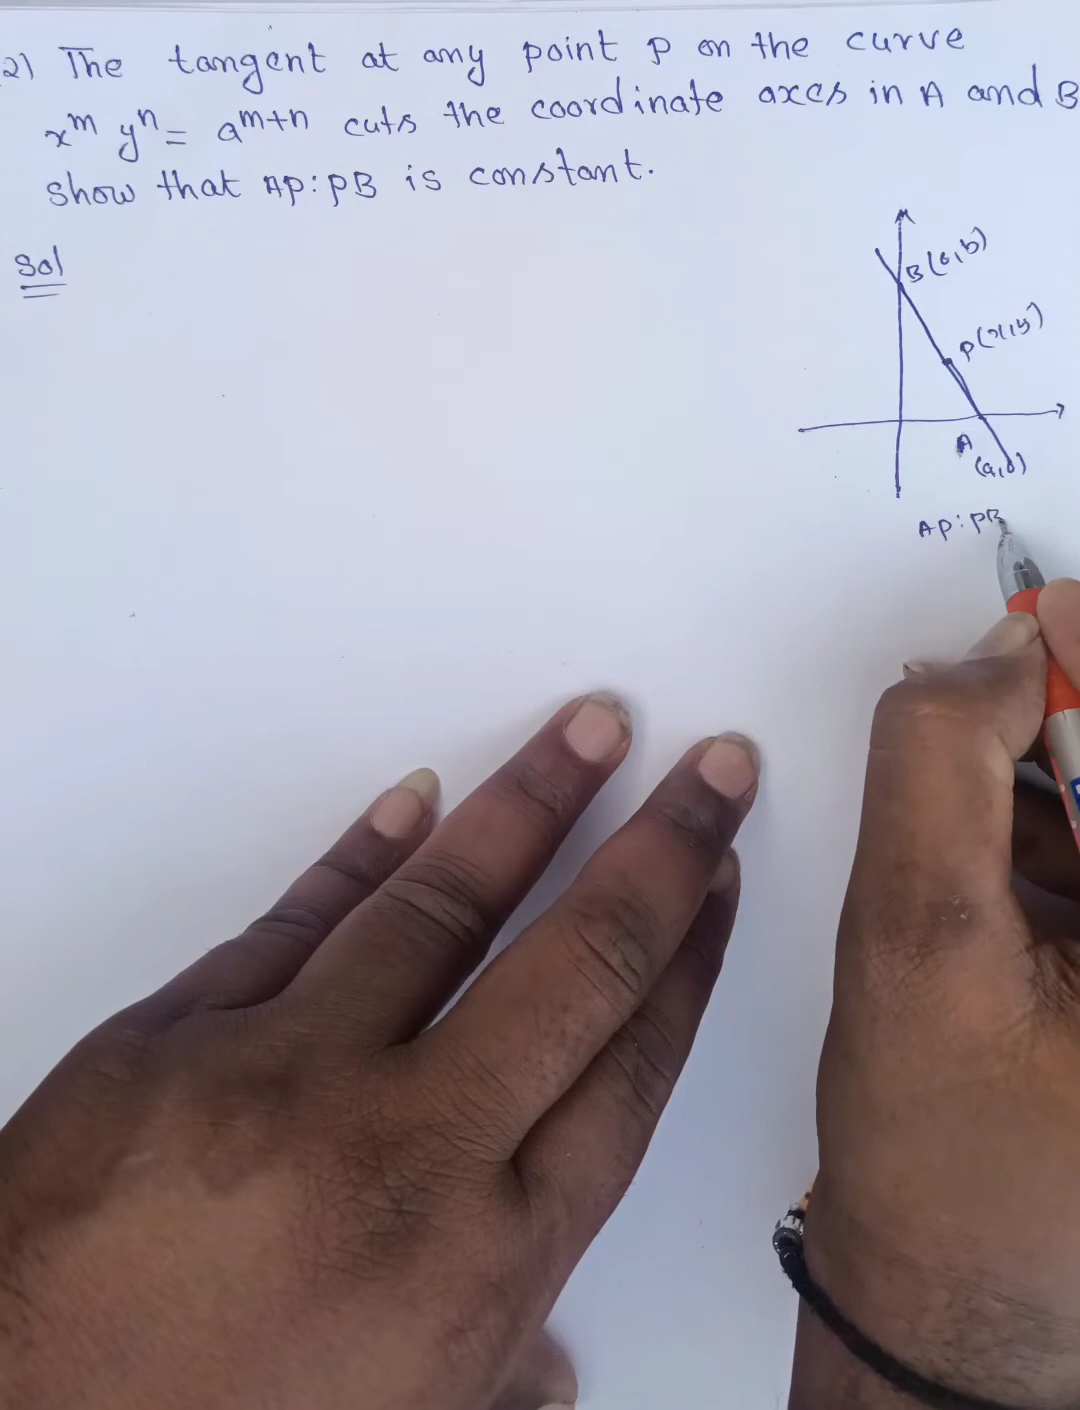 2) The tangent at any point P on the curve
x^m y^n = a^{m+n} cuts the coordinate axes in A and B
show that AP:PB is constant.
Sol
B(0,b)
P(x,y)
A
(a,0)
AP:PB